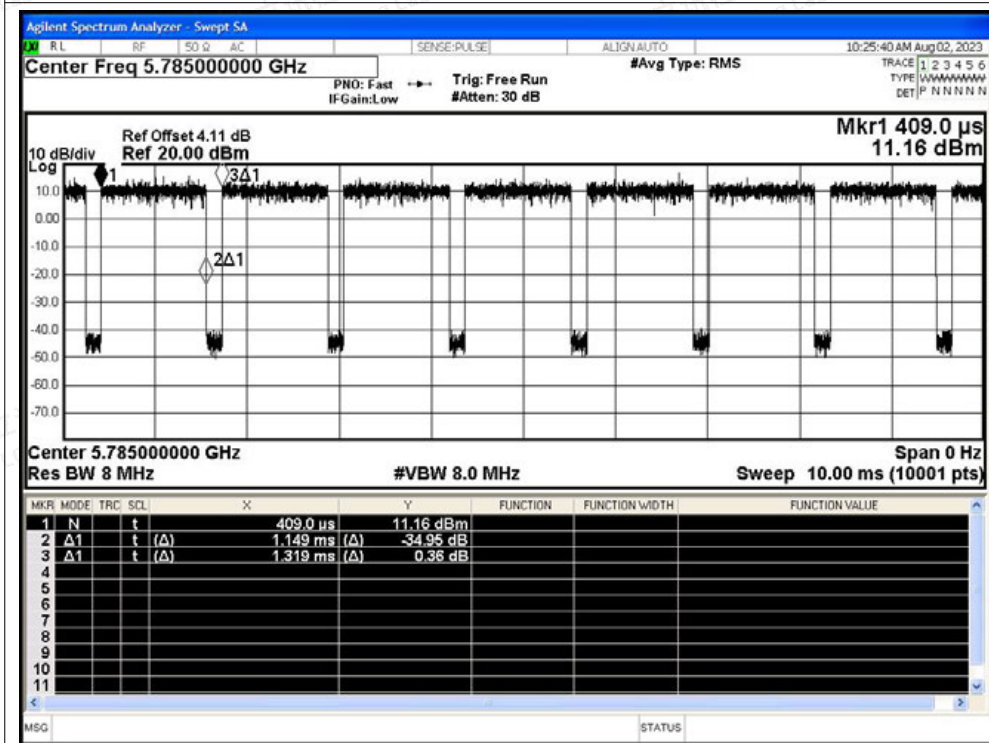 Agilent Spectrum Analyzer - Swept SA
RL RF 50 Ω AC SENSE:PULSE ALIGN AUTO 10:25:40 AM Aug 02, 2023
Center Freq 5.785000000 GHz #Avg Type: RMS TRACE 1 2 3 4 5 6
PNO: Fast Trig: Free Run TYPE WWWWWW
IFGain:Low #Atten: 30 dB DET P N N N N N
Mkr1 409.0 µs
11.16 dBm
Ref Offset 4.11 dB
10 dB/div Ref 20.00 dBm
Log
1 3Δ1
10.0
0.00
-10.0
2Δ1
-20.0
-30.0
-40.0
-50.0
-60.0
-70.0
Center 5.785000000 GHz Span 0 Hz
Res BW 8 MHz #VBW 8.0 MHz Sweep 10.00 ms (10001 pts)
MKR MODE TRC SCL X Y FUNCTION FUNCTION WIDTH FUNCTION VALUE
1 N t 409.0 µs 11.16 dBm
2 Δ1 t (Δ) 1.149 ms (Δ) -34.95 dB
3 Δ1 t (Δ) 1.319 ms (Δ) 0.36 dB
4
5
6
7
8
9
10
11
MSG STATUS